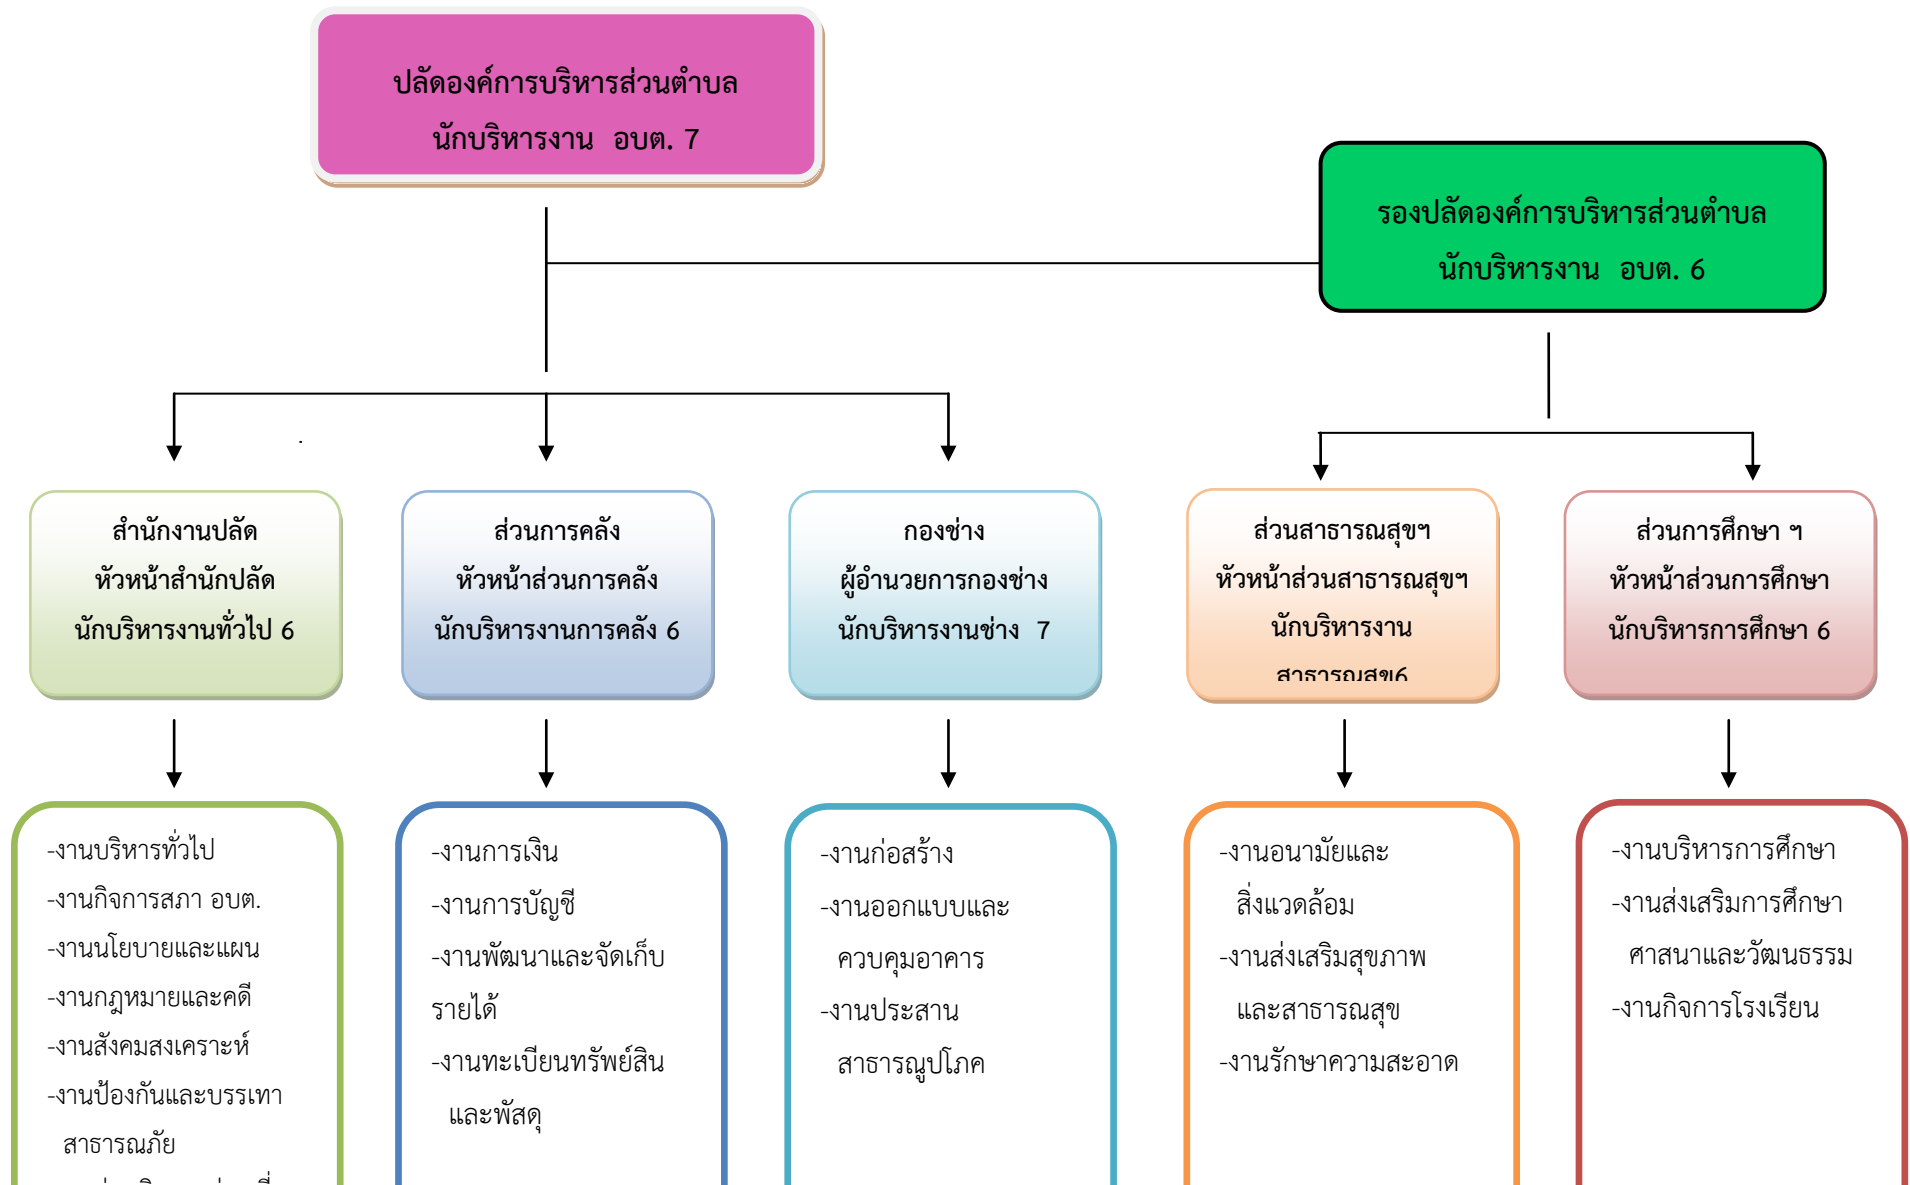 ปลัดองค์การบริหารส่วนตำบล
นักบริหารงาน อบต. 7
รองปลัดองค์การบริหารส่วนตำบล
นักบริหารงาน อบต. 6
สำนักงานปลัด
หัวหน้าสำนักปลัด
นักบริหารงานทั่วไป 6
ส่วนการคลัง
หัวหน้าส่วนการคลัง
นักบริหารงานการคลัง 6
กองช่าง
ผู้อำนวยการกองช่าง
นักบริหารงานช่าง 7
ส่วนสาธารณสุขฯ
หัวหน้าส่วนสาธารณสุขฯ
นักบริหารงาน
สาธารณสุข6
ส่วนการศึกษา ฯ
หัวหน้าส่วนการศึกษา
นักบริหารการศึกษา 6
-งานบริหารทั่วไป
-งานกิจการสภา อบต.
-งานนโยบายและแผน
-งานกฎหมายและคดี
-งานสังคมสงเคราะห์
-งานป้องกันและบรรเทา
สาธารณภัย
-งานการเงิน
-งานการบัญชี
-งานพัฒนาและจัดเก็บ
รายได้
-งานทะเบียนทรัพย์สิน
และพัสดุ
-งานก่อสร้าง
-งานออกแบบและ
ควบคุมอาคาร
-งานประสาน
สาธารณูปโภค
-งานอนามัยและ
สิ่งแวดล้อม
-งานส่งเสริมสุขภาพ
และสาธารณสุข
-งานรักษาความสะอาด
-งานบริหารการศึกษา
-งานส่งเสริมการศึกษา
ศาสนาและวัฒนธรรม
-งานกิจการโรงเรียน